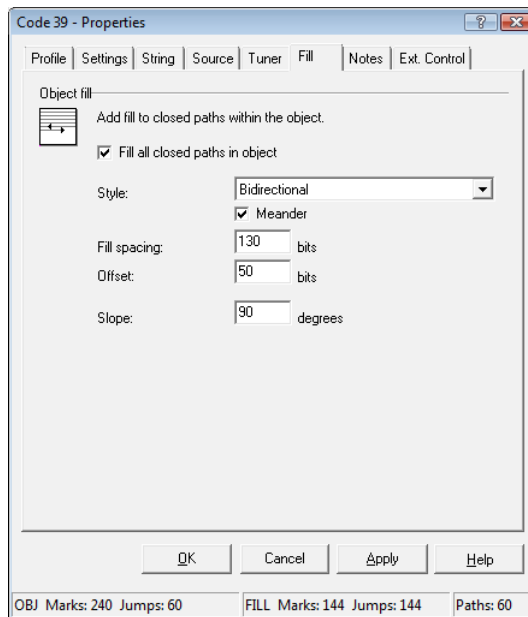 Code 39 - Properties
Profile Settings String Source Tuner Fill Notes Ext. Control
Object fill
Add fill to closed paths within the object.
Fill all closed paths in object
Style: Bidirectional
Meander
Fill spacing: 130 bits
Offset: 50 bits
Slope: 90 degrees
OK Cancel Apply Help
OBJ Marks: 240 Jumps: 60 FILL Marks: 144 Jumps: 144 Paths: 60